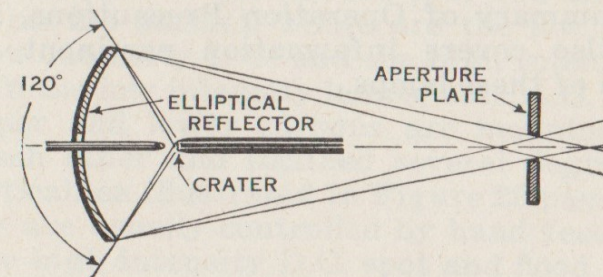 120°
ELLIPTICAL
REFLECTOR
CRATER
APERTURE
PLATE